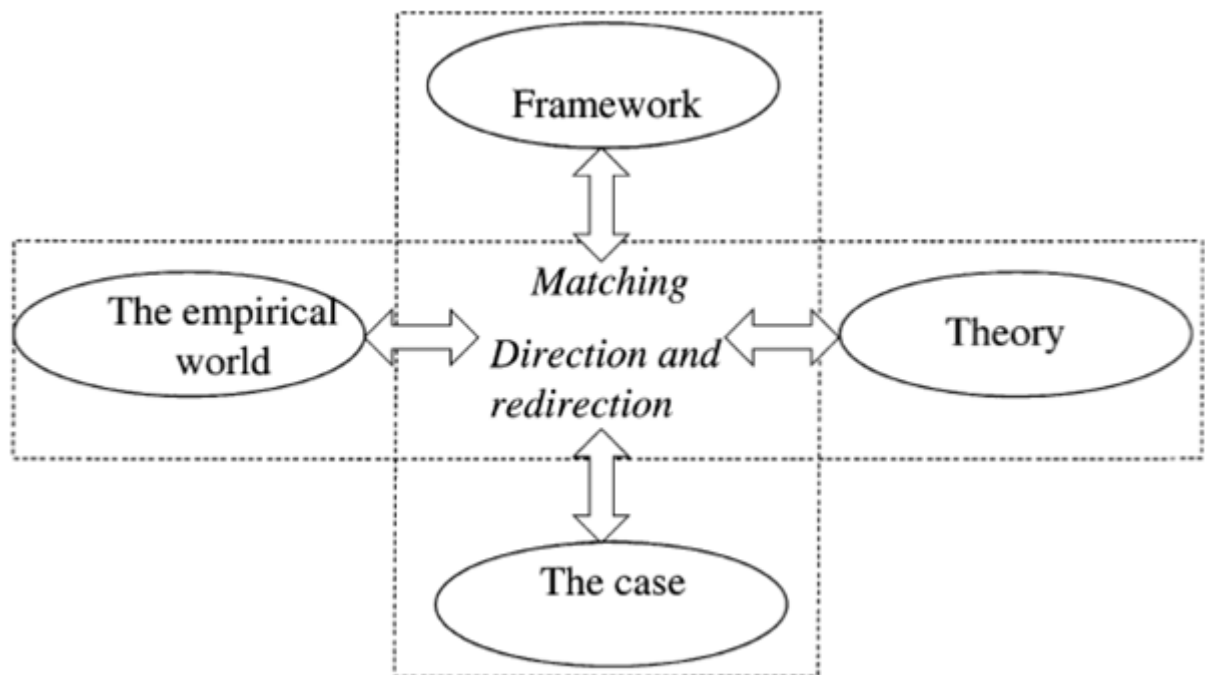 Framework
Matching
The empirical
world
Direction and
redirection
Theory
The case